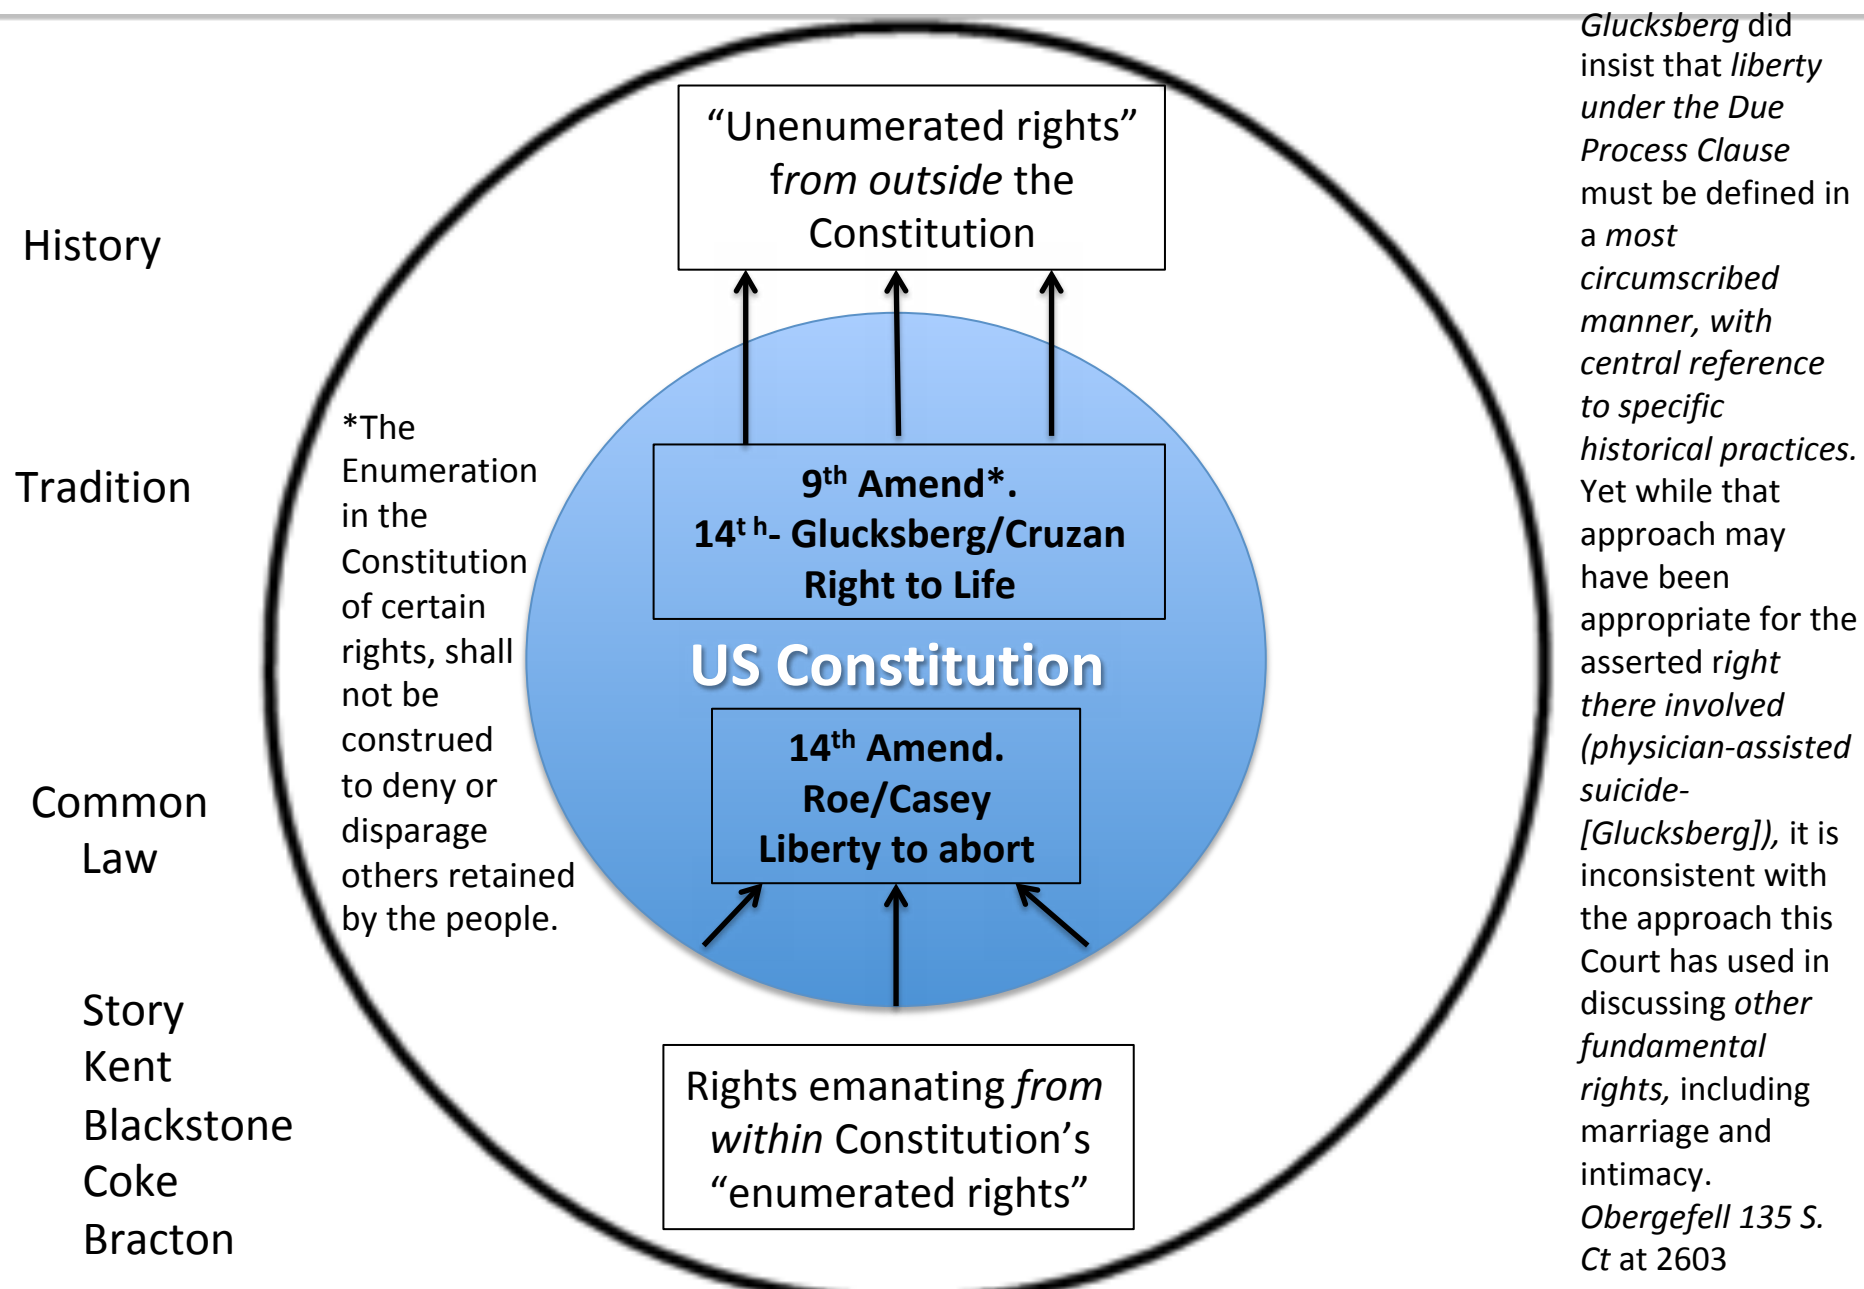 History
Tradition
Common
Law
Story
Kent
Blackstone
Coke
Bracton
*The
Enumeration
in the
Constitution
of certain
rights, shall
not be
construed
to deny or
disparage
others retained
by the people.
“Unenumerated rights”
from outside the
Constitution
9th Amend*.
14t h- Glucksberg/Cruzan
Right to Life
US Constitution
14th Amend.
Roe/Casey
Liberty to abort
Rights emanating from
within Constitution’s
“enumerated rights”
Glucksberg did
insist that liberty
under the Due
Process Clause
must be defined in
a most
circumscribed
manner, with
central reference
to specific
historical practices.
Yet while that
approach may
have been
appropriate for the
asserted right
there involved
(physician-assisted
suicide-
[Glucksberg]), it is
inconsistent with
the approach this
Court has used in
discussing other
fundamental
rights, including
marriage and
intimacy.
Obergefell 135 S.
Ct at 2603